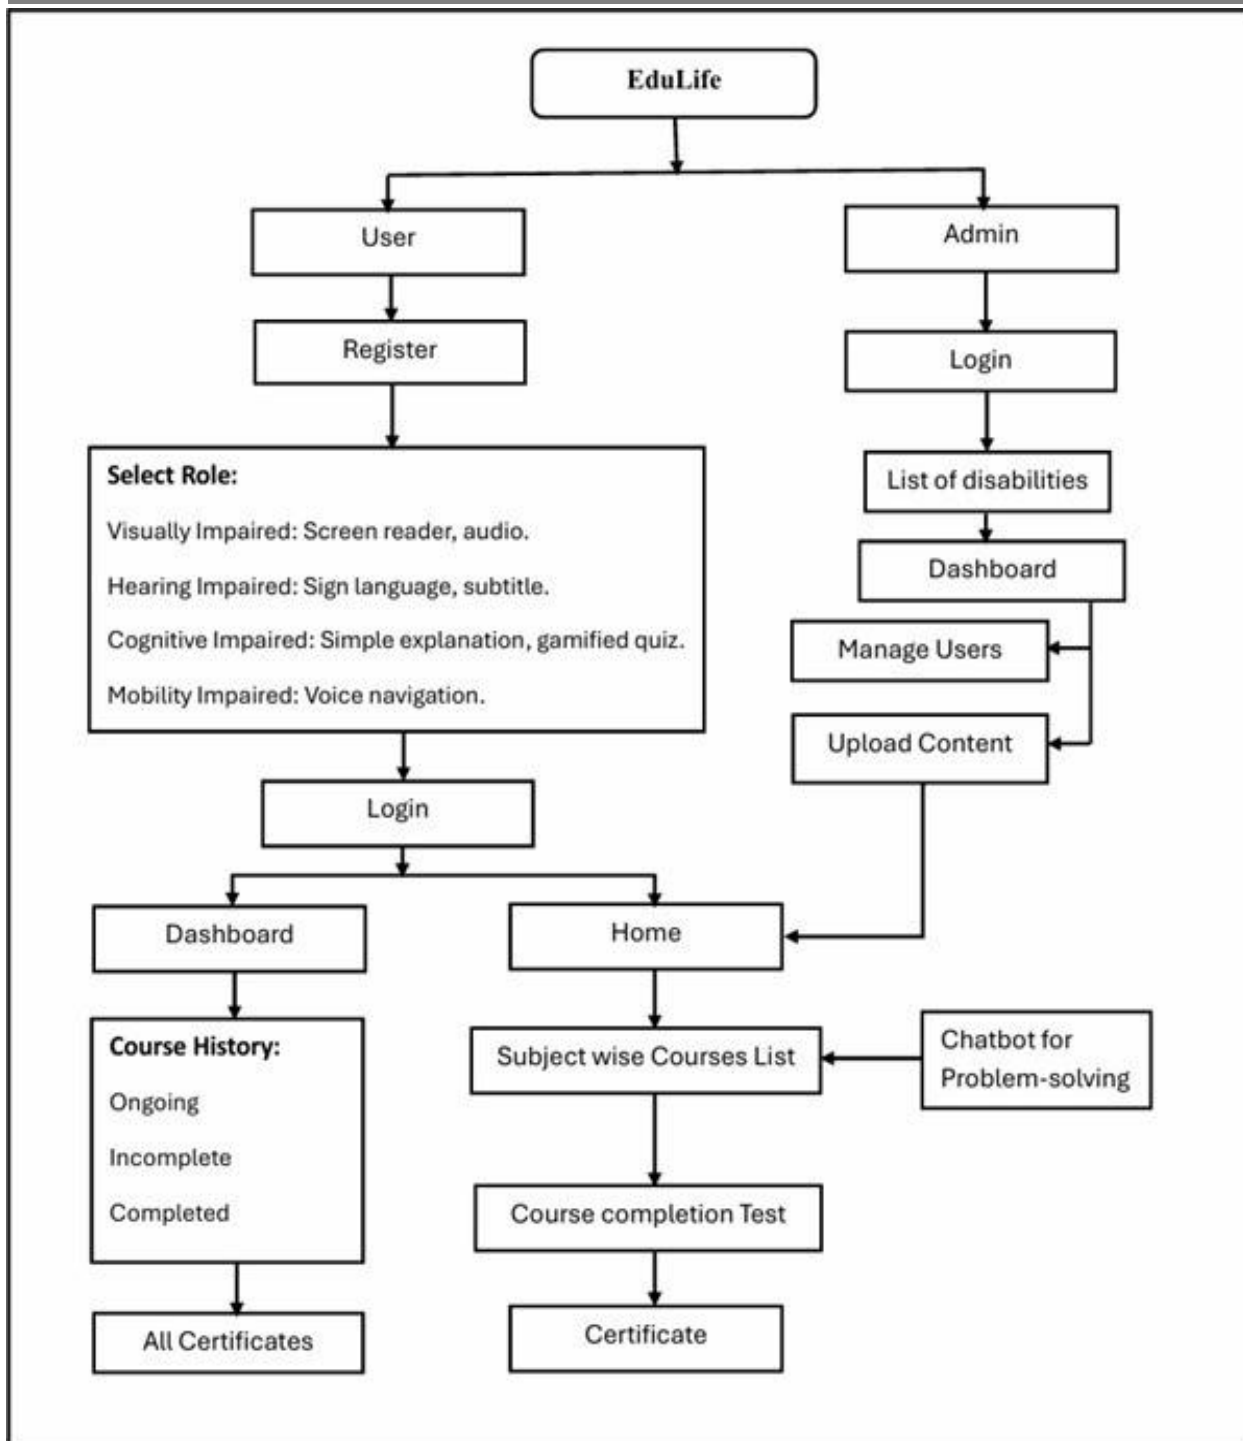 EduLife
User
Admin
Register
Login
Select Role:
Visually Impaired: Screen reader, audio.
Hearing Impaired: Sign language, subtitle.
Cognitive Impaired: Simple explanation, gamified quiz.
Mobility Impaired: Voice navigation.
List of disabilities
Dashboard
Manage Users
Upload Content
Login
Dashboard
Home
Course History:
Ongoing
Incomplete
Completed
Subject wise Courses List
Chatbot for
Problem-solving
Course completion Test
All Certificates
Certificate